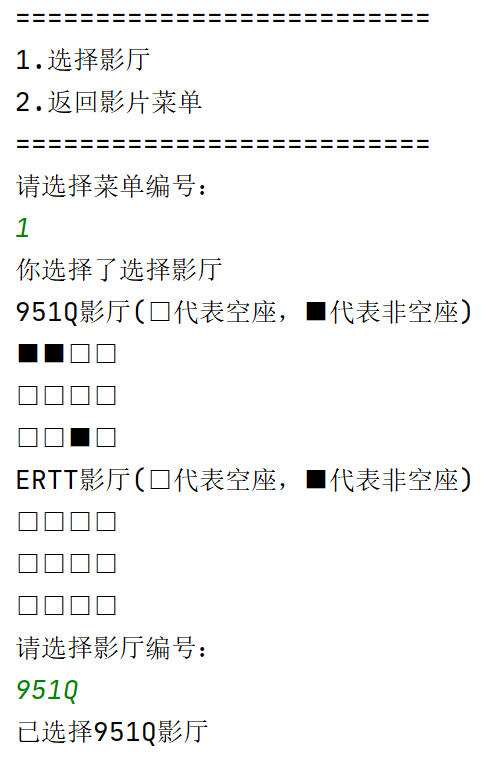 ==========================
1.选择影厅
2.返回影片菜单
==========================
请选择菜单编号：
1
你选择了选择影厅
951Q影厅(□代表空座，■代表非空座)
■■□□
□□□□
□□■□
ERTT影厅(□代表空座，■代表非空座)
□□□□
□□□□
□□□□
请选择影厅编号：
951Q
已选择951Q影厅